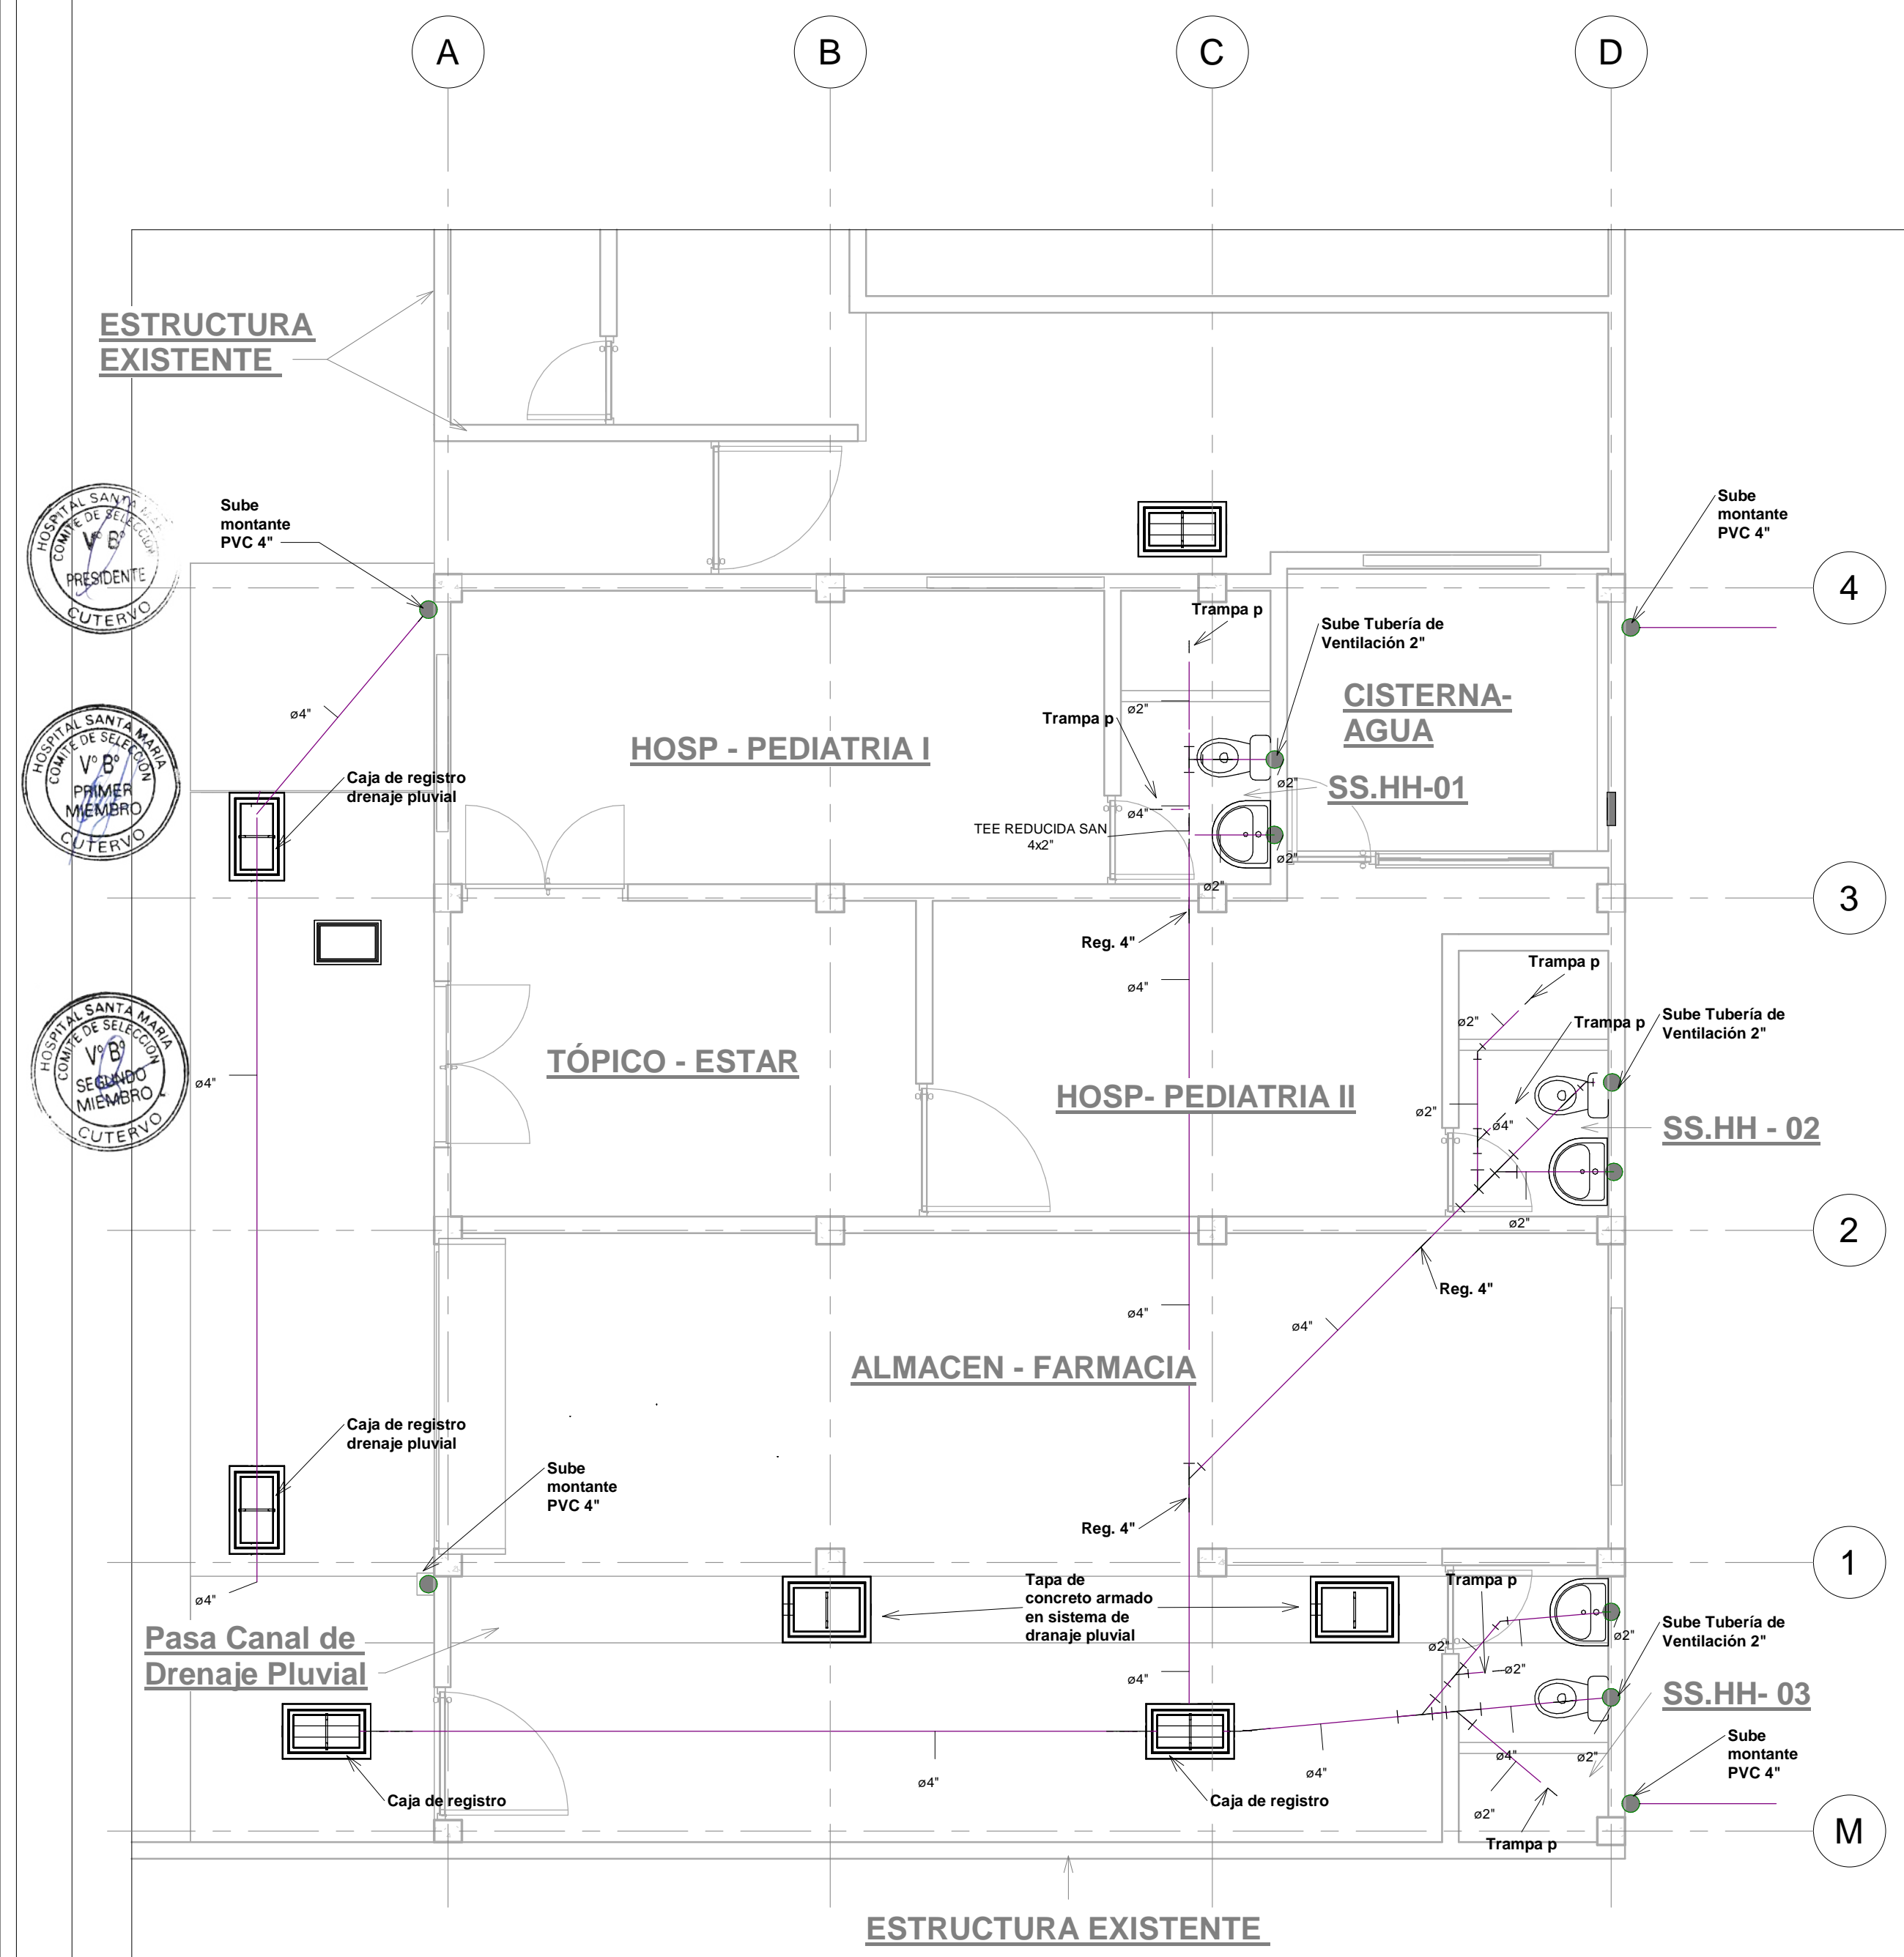 A
B
C
D
ESTRUCTURA
EXISTENTE
HOSPITAL SANTA
COMITE DE SELECCIÓN
V° B°
PRESIDENTE
CUTERVO
Sube
montante
PVC 4"
Sube
montante
PVC 4"
4
Trampa p
Sube Tubería de
Ventilación 2"
CISTERNA-
AGUA
ø4"
ø2"
Trampa p
HOSP - PEDIATRIA I
HOSPITAL SANTA MARIA
COMITE DE SELECCIÓN
V° B°
PRIMER
MIEMBRO
CUTERVO
Caja de registro
drenaje pluvial
ø2"
SS.HH-01
ø4"
TEE REDUCIDA SAN
4x2"
ø2"
ø2"
3
Reg. 4"
Trampa p
ø4"
HOSPITAL SANTA MARIA
COMITE DE SELECCIÓN
V° B°
SEGUNDO
MIEMBRO
CUTERVO
ø2"
Trampa p
Sube Tubería de
Ventilación 2"
TÓPICO - ESTAR
ø4"
HOSP- PEDIATRIA II
ø2"
ø4"
SS.HH - 02
ø2"
2
Reg. 4"
ø4"
ø4"
ALMACEN - FARMACIA
Caja de registro
drenaje pluvial
Sube
montante
PVC 4"
Reg. 4"
1
ø4"
Tapa de
concreto armado
en sistema de
dranaje pluvial
Trampa p
Pasa Canal de
Drenaje Pluvial
ø2"
ø2"
Sube Tubería de
Ventilación 2"
ø4"
ø2"
SS.HH- 03
ø4"
ø4"
ø4"
ø2"
Sube
montante
PVC 4"
Caja de registro
Caja de registro
ø2"
Trampa p
M
ESTRUCTURA EXISTENTE